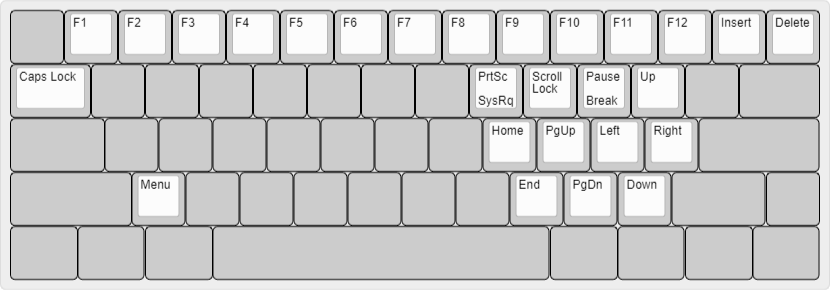 F1 F2 F3 F4 F5 F6 F7 F8 F9 F10 F11 F12 Insert Delete
Caps Lock PrtSc Scroll Pause Up
Lock
SysRq Break
Home PgUp Left Right
Menu End PgDn Down